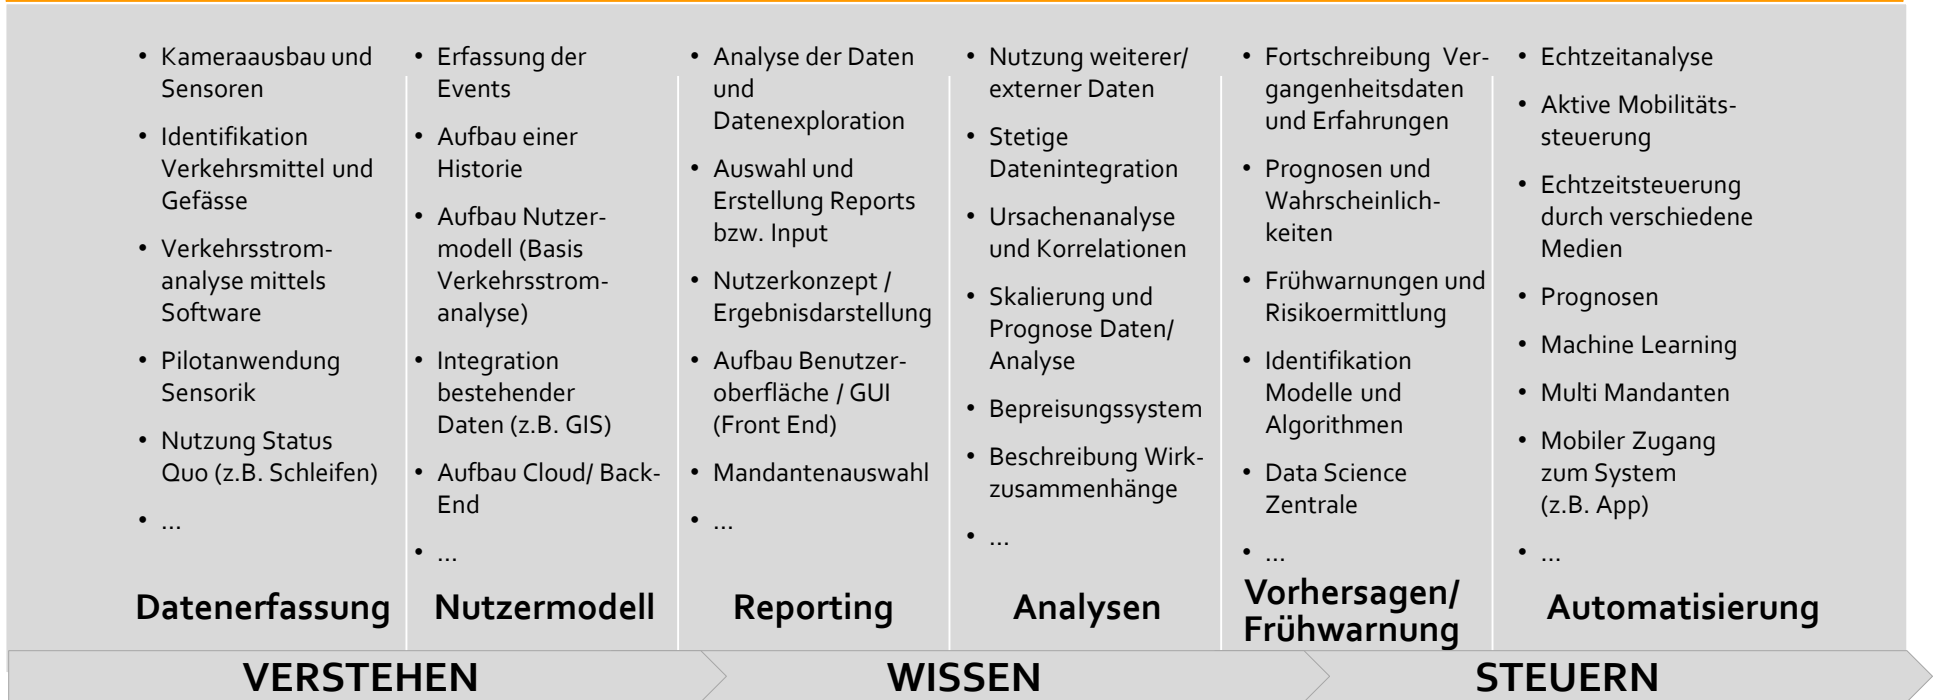 • Kameraausbau und
Sensoren
• Identifikation
Verkehrsmittel und
Gefässe
• Verkehrsstrom-
analyse mittels
Software
• Pilotanwendung
Sensorik
• Nutzung Status
Quo (z.B. Schleifen)
• ...
Datenerfassung
• Erfassung der
Events
• Aufbau einer
Historie
• Aufbau Nutzer-
modell (Basis
Verkehrsstrom-
analyse)
• Integration
bestehender
Daten (z.B. GIS)
• Aufbau Cloud/ Back-
End
• ...
Nutzermodell
• Analyse der Daten
und
Datenexploration
• Auswahl und
Erstellung Reports
bzw. Input
• Nutzerkonzept /
Ergebnisdarstellung
• Aufbau Benutzer-
oberfläche / GUI
(Front End)
• Mandantenauswahl
• ...
Reporting
• Nutzung weiterer/
externer Daten
• Stetige
Datenintegration
• Ursachenanalyse
und Korrelationen
• Skalierung und
Prognose Daten/
Analyse
• Bepreisungssystem
• Beschreibung Wirk-
zusammenhänge
• ...
Analysen
• Fortschreibung Ver-
gangenheitsdaten
und Erfahrungen
• Prognosen und
Wahrscheinlich-
keiten
• Frühwarnungen und
Risikoermittlung
• Identifikation
Modelle und
Algorithmen
• Data Science
Zentrale
• ...
Vorhersagen/
Frühwarnung
• Echtzeitanalyse
• Aktive Mobilitäts-
steuerung
• Echtzeitsteuerung
durch verschiedene
Medien
• Prognosen
• Machine Learning
• Multi Mandanten
• Mobiler Zugang
zum System
(z.B. App)
• ...
Automatisierung
VERSTEHEN
WISSEN
STEUERN